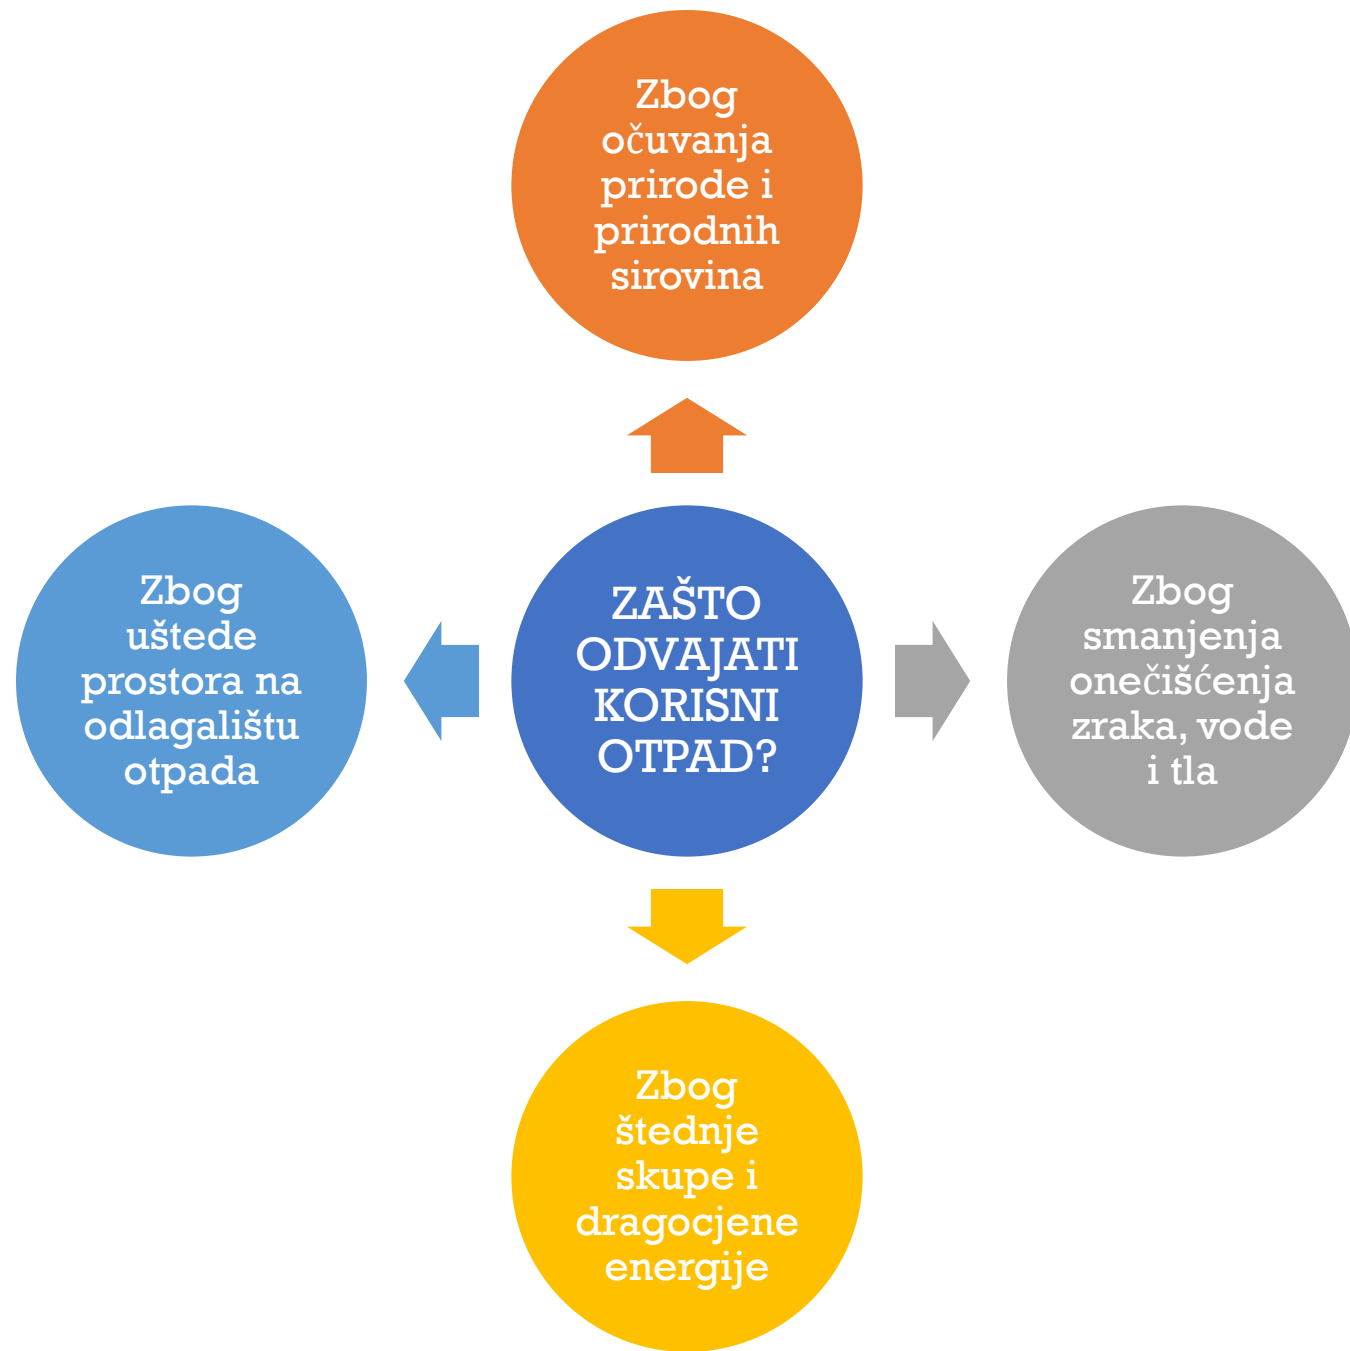 Zbog
očuvanja
prirode i
prirodnih
sirovina
Zbog
uštede
prostora na
odlagalištu
otpada
ZAŠTO
ODVAJATI
KORISNI
OTPAD?
Zbog
smanjenja
onečišćenja
zraka, vode
i tla
Zbog
štednje
skupe i
dragocjene
energije